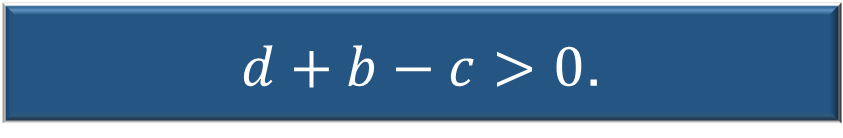 𝑑 + 𝑏 − 𝑐 > 0.